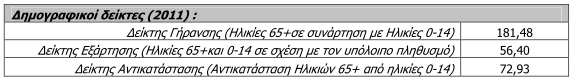 Δημογραφικοί δείκτες (2011) :
Δείκτης Γήρανσης (Ηλικίες 65+σε συνάρτηση με Ηλικίες 0-14) 181,48
Δείκτης Εξάρτησης (Ηλικίες 65+και 0-14 σε σχέση με τον υπόλοιπο πληθυσμό) 56,40
Δείκτης Αντικατάστασης (Αντικατάσταση Ηλικιών 65+ από ηλικίες 0-14) 72,93